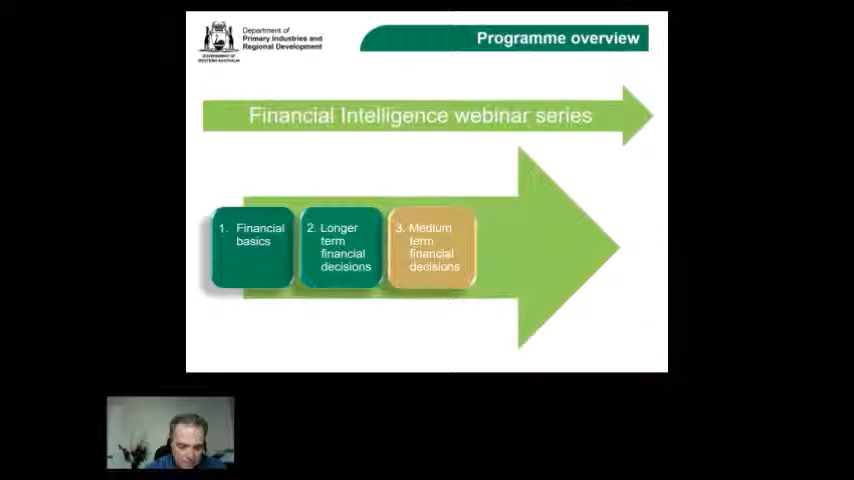 Department of
Primary Industries and
Regional Development
GOVERNMENT OF
WESTERN AUSTRALIA
Programme overview
Financial Intelligence webinar series
1. Financial
basics
2. Longer
term
financial
decisions
3. Medium
term
financial
decisions